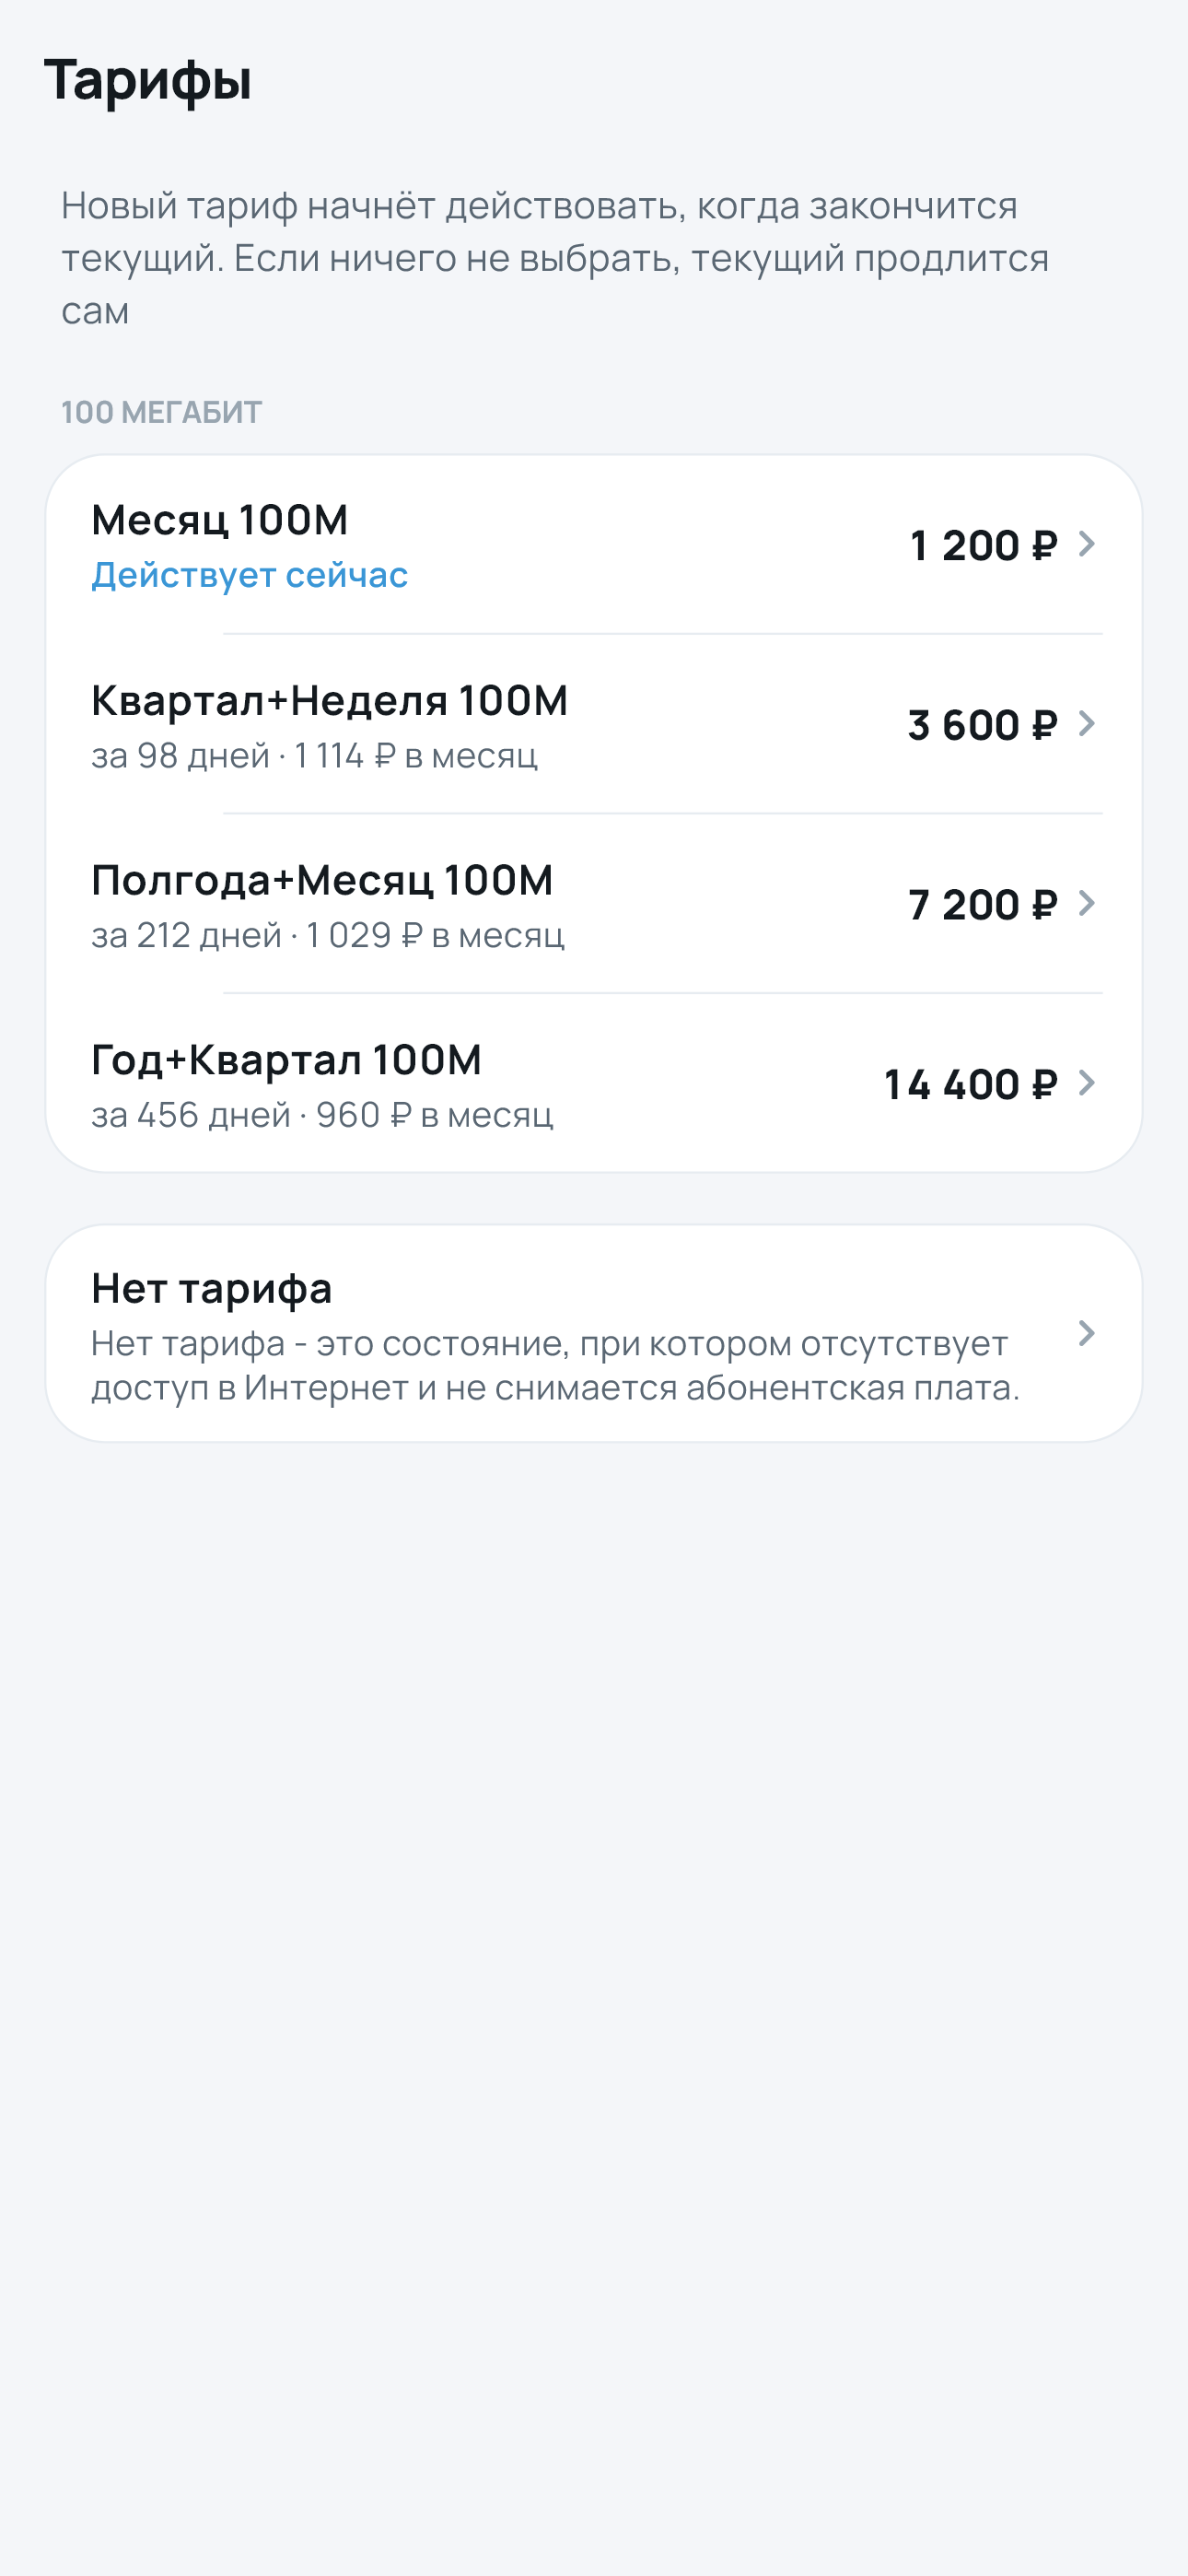 Тарифы
Новый тариф начнёт действовать, когда закончится
текущий. Если ничего не выбрать, текущий продлится
сам
100 МЕГАБИТ
Месяц 100М
Действует сейчас
1 200 ₽
Квартал+Неделя 100М
за 98 дней · 1 114 ₽ в месяц
3 600 ₽
Полгода+Месяц 100М
за 212 дней · 1 029 ₽ в месяц
7 200 ₽
Год+Квартал 100М
за 456 дней · 960 ₽ в месяц
14 400 ₽
Нет тарифа
Нет тарифа - это состояние, при котором отсутствует
доступ в Интернет и не снимается абонентская плата.